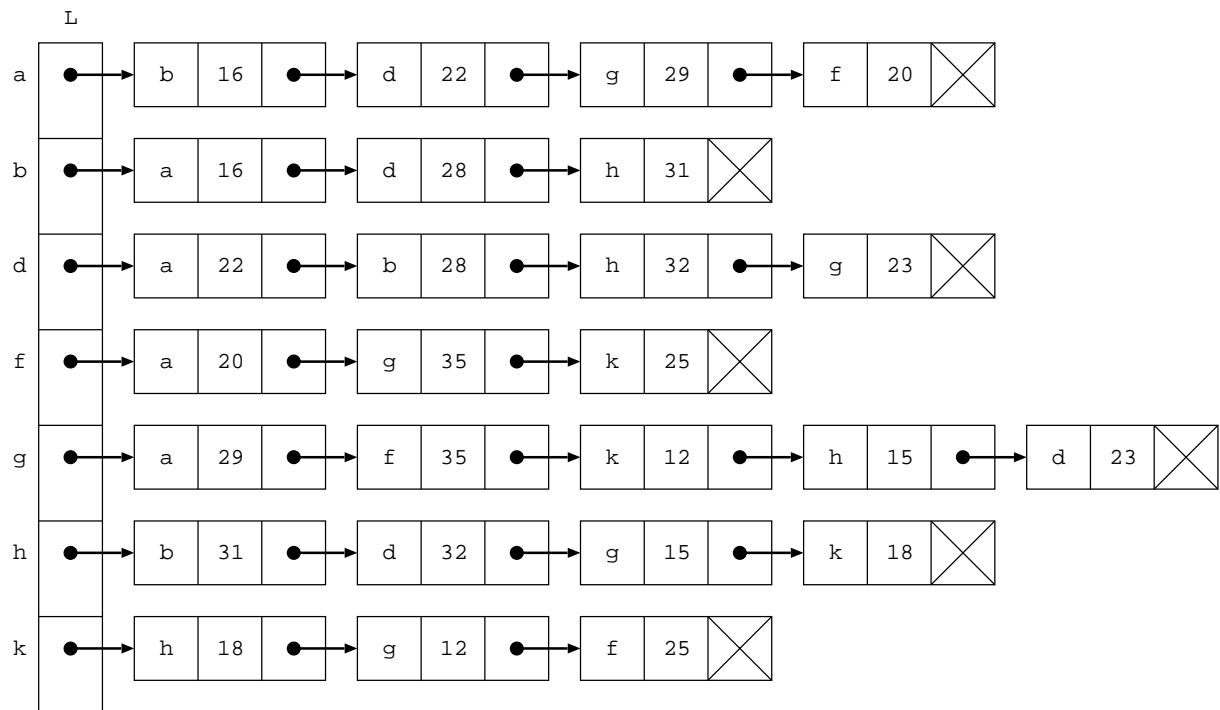 L
a b 16 d 22 g 29 f 20
b a 16 d 28 h 31
d a 22 b 28 h 32 g 23
f a 20 g 35 k 25
g a 29 f 35 k 12 h 15 d 23
h b 31 d 32 g 15 k 18
k h 18 g 12 f 25